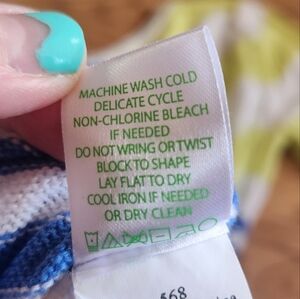 MACHINE WASH COLD
DELICATE CYCLE
NON-CHLORINE BLEACH
IF NEEDED
DO NOT WRING OR TWIST
BLOCK TO SHAPE
LAY FLAT TO DRY
COOL IRON IF NEEDED
OR DRY CLEAN
568